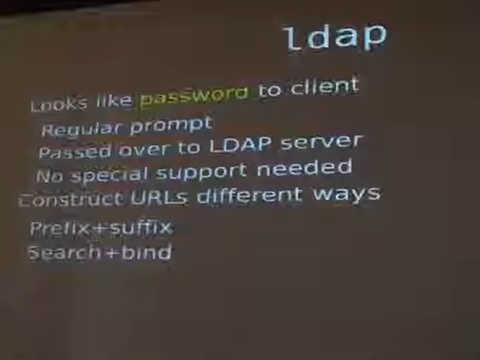 ldap
Looks like password to client
Regular prompt
Passed over to LDAP server
No special support needed
Construct URLs different ways
Prefix+suffix
Search+bind